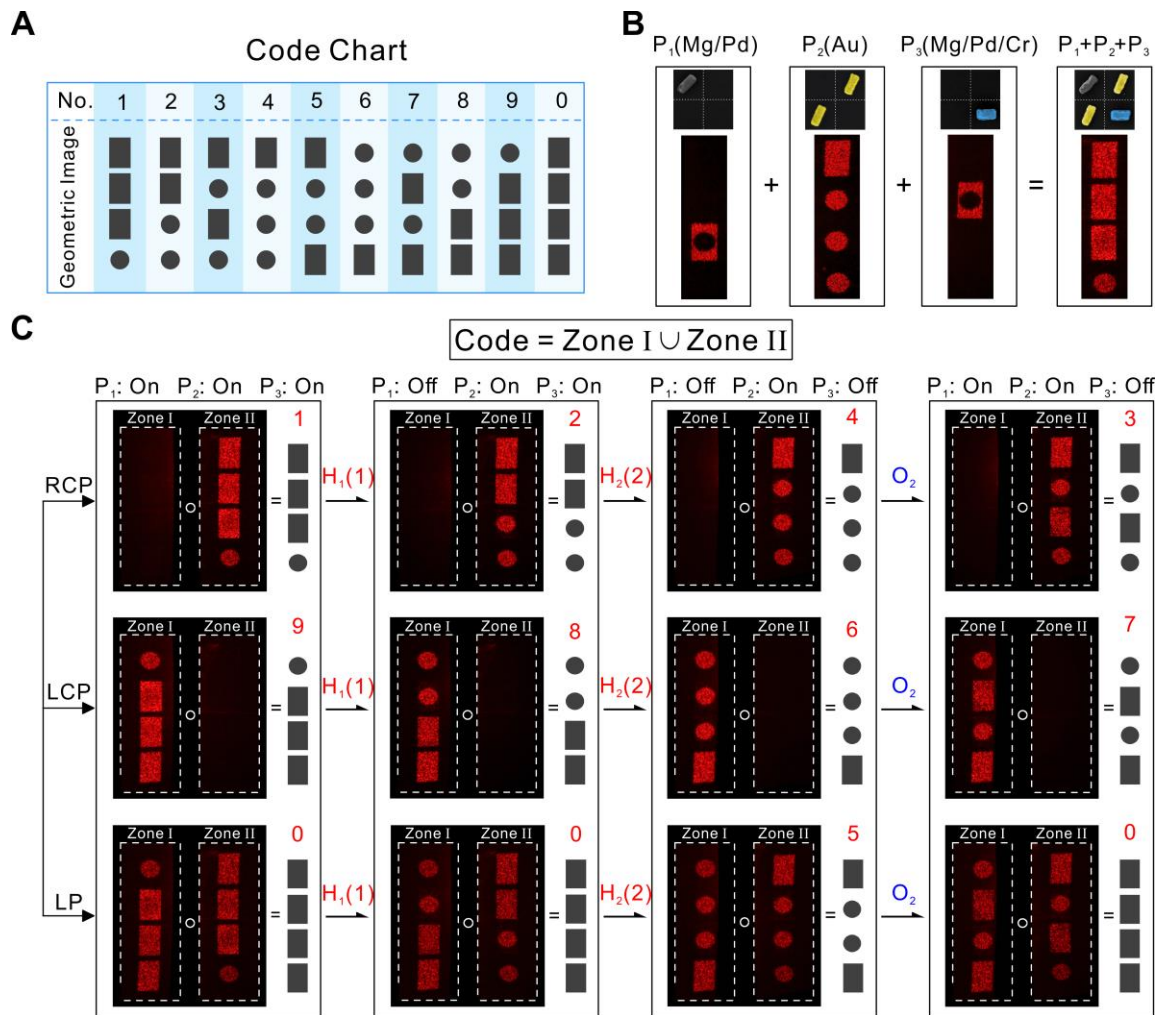 A
Code Chart
No. 1 2 3 4 5 6 7 8 9 0
Geometric Image
B
P₁(Mg/Pd) P₂(Au) P₃(Mg/Pd/Cr) P₁+P₂+P₃
+ + =
C
Code = Zone I ∪ Zone II
P₁: On P₂: On P₃: On P₁: Off P₂: On P₃: On P₁: Off P₂: On P₃: Off P₁: On P₂: On P₃: Off
Zone I Zone II 1 Zone I Zone II 2 Zone I Zone II 4 Zone I Zone II 3
RCP = H₁(1) = H₂(2) = O₂ =
Zone I Zone II 9 Zone I Zone II 8 Zone I Zone II 6 Zone I Zone II 7
LCP = H₁(1) = H₂(2) = O₂ =
Zone I Zone II 0 Zone I Zone II 0 Zone I Zone II 5 Zone I Zone II 0
LP = H₁(1) = H₂(2) = O₂ =